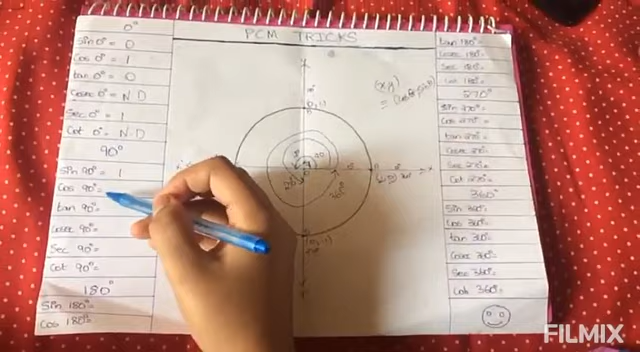 PCM TRICKS
0°
Sin 0° = 0
Cos 0° = 1
tan 0° = 0
Cosec 0° = N.D
Sec 0° = 1
Cot 0° = N.D
90°
Sin 90° = 1
Cos 90°=
tan 90°=
Cosec 90°=
Sec 90°=
Cot 90°=
180°
Sin 180°=
Cos 180°=
(x,y)
360°
tan 180°=
Cosec 180°=
Sec 180°=
Cot 180°=
270°
Sin 270°=
Cos 270°=
tan 270°=
Cosec 270°=
Sec 270°=
Cot 270°=
360°
Sin 360°=
Cos 360°=
tan 360°=
Cosec 360°=
Sec 360°=
Cot 360°=
FILMIX